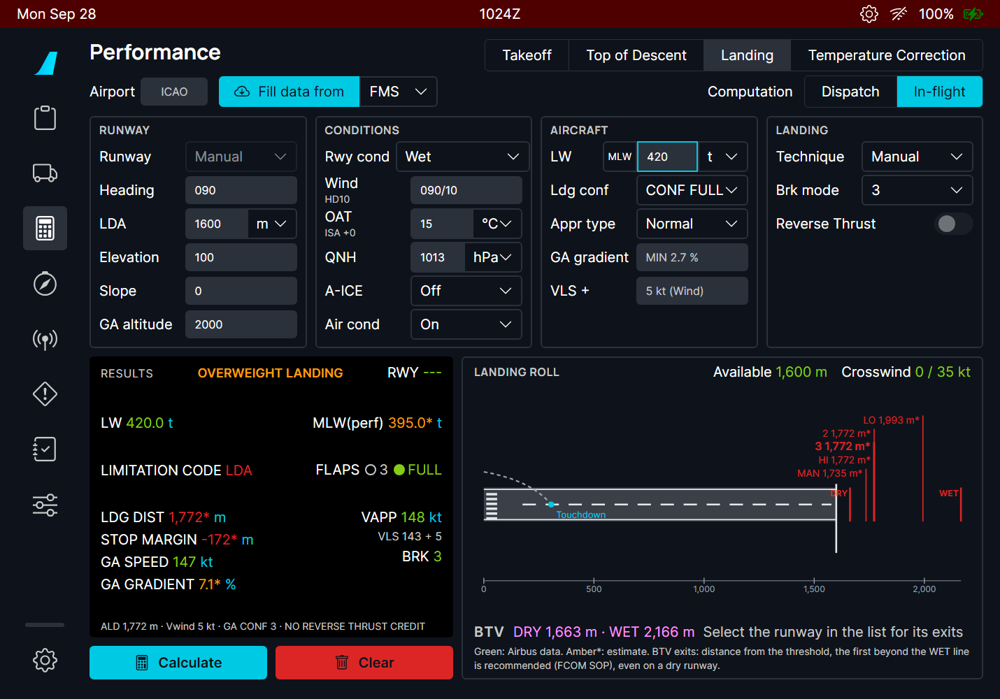 Mon Sep 28
1024Z
100%
Performance
Takeoff
Top of Descent
Landing
Temperature Correction
Airport
ICAO
Fill data from
FMS
Computation
Dispatch
In-flight
RUNWAY
Runway
Manual
Heading
090
LDA
1600
m
Elevation
100
Slope
0
GA altitude
2000
CONDITIONS
Rwy cond
Wet
Wind
HD10
090/10
OAT
ISA +0
15
°C
QNH
1013
hPa
A-ICE
Off
Air cond
On
AIRCRAFT
LW
MLW
420
t
Ldg conf
CONF FULL
Appr type
Normal
GA gradient
MIN 2.7 %
VLS +
5 kt (Wind)
LANDING
Technique
Manual
Brk mode
3
Reverse Thrust
RESULTS
OVERWEIGHT LANDING
RWY ---
LW 420.0 t
MLW(perf) 395.0* t
LIMITATION CODE LDA
FLAPS 3 FULL
LDG DIST 1,772* m
STOP MARGIN -172* m
GA SPEED 147 kt
GA GRADIENT 7.1* %
VAPP 148 kt
VLS 143 + 5
BRK 3
ALD 1,772 m · Vwind 5 kt · GA CONF 3 · NO REVERSE THRUST CREDIT
Calculate
Clear
LANDING ROLL
Available 1,600 m
Crosswind 0 / 35 kt
LO 1,993 m*
2 1,772 m*
3 1,772 m*
HI 1,772 m*
MAN 1,735 m*
DRY
WET
Touchdown
0
500
1,000
1,500
2,000
BTV DRY 1,663 m · WET 2,166 m Select the runway in the list for its exits
Green: Airbus data. Amber*: estimate. BTV exits: distance from the threshold, the first beyond the WET line
is recommended (FCOM SOP), even on a dry runway.